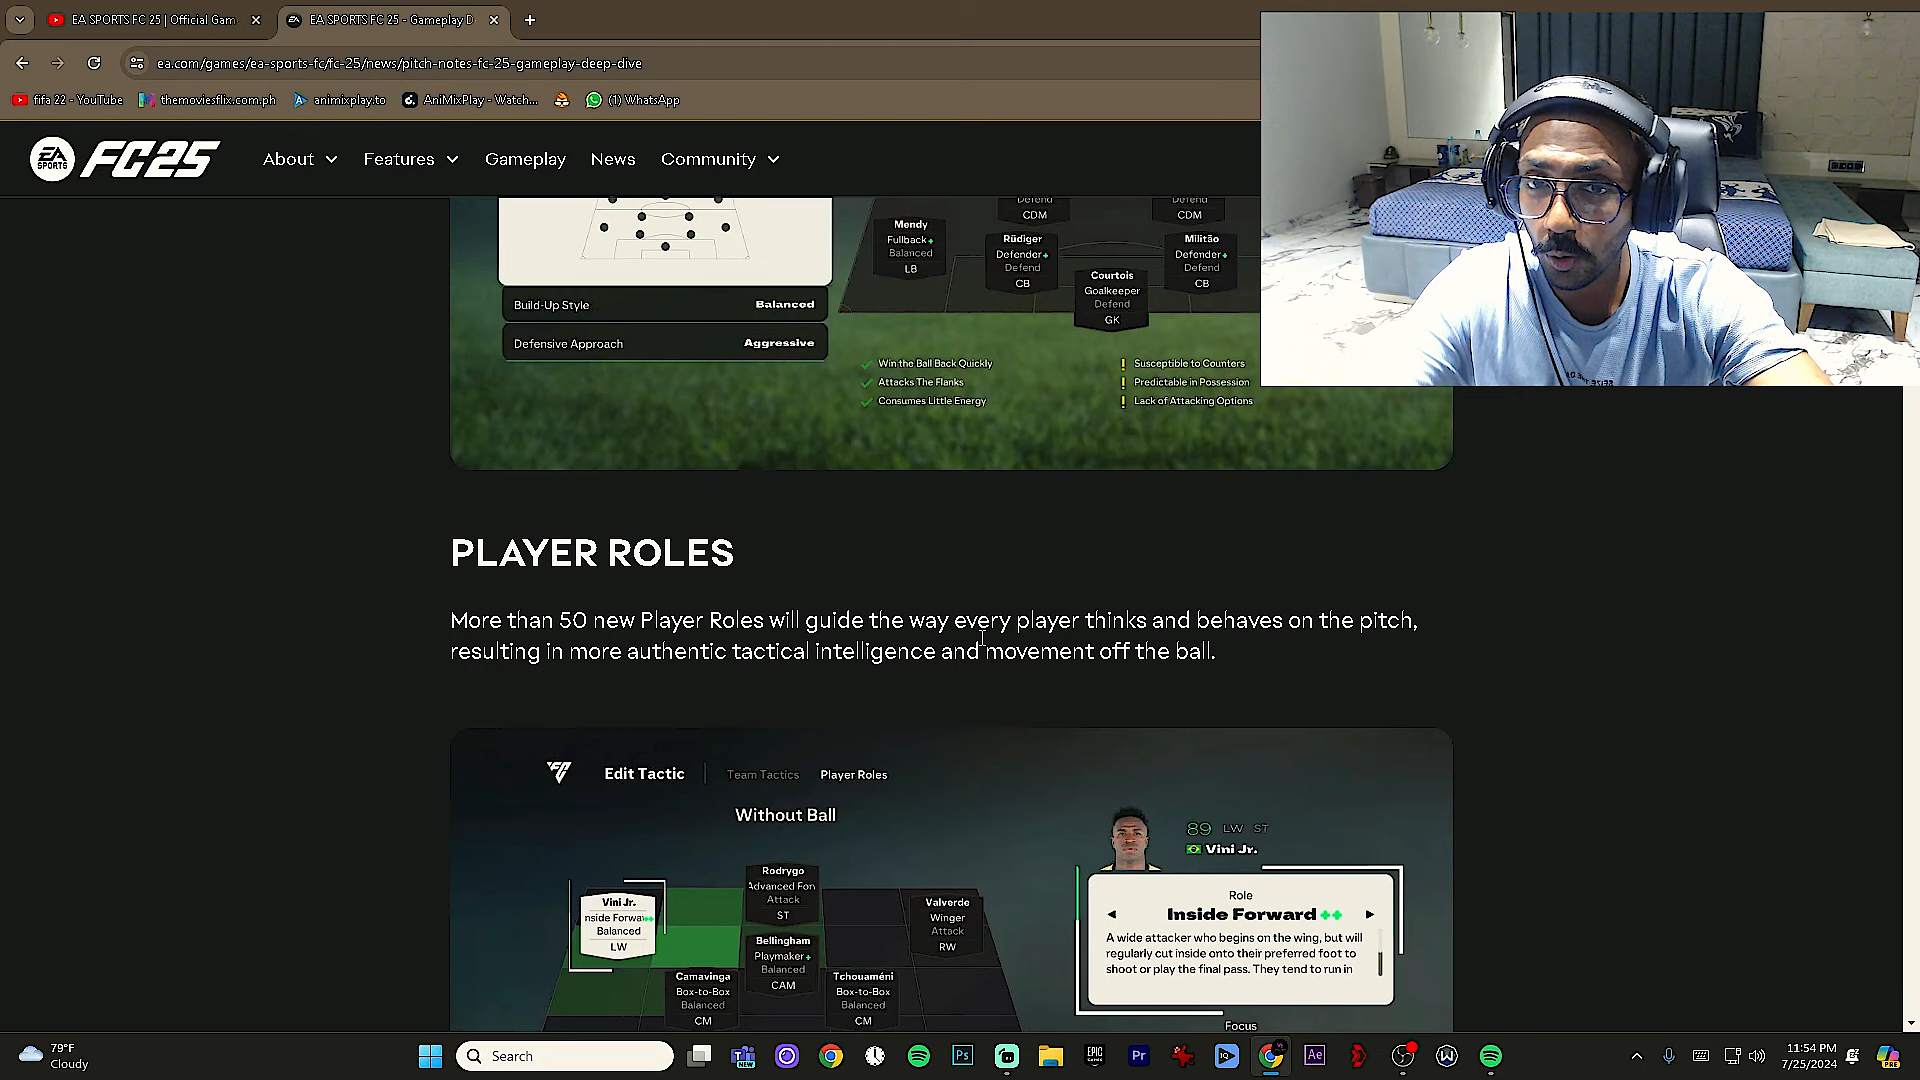 EA SPORTS FC 25 | Official Gam
EA SPORTS FC 25 - Gameplay D
ea.com/games/ea-sports-fc/fc-25/news/pitch-notes-fc-25-gameplay-deep-dive
fifa 22 - YouTube
themoviesflix.com.ph
animixplay.to
AniMixPlay - Watch...
(1) WhatsApp
EA SPORTS FC25
About
Features
Gameplay
News
Community
Build-Up Style Balanced
Defensive Approach Aggressive
Defend
CDM
Defend
CDM
Mendy
Fullback+
Balanced
LB
Rüdiger
Defender+
Defend
CB
Militão
Defender+
Defend
CB
Courtois
Goalkeeper
Defend
GK
Win the Ball Back Quickly
Attacks The Flanks
Consumes Little Energy
! Susceptible to Counters
! Predictable in Possession
! Lack of Attacking Options
PLAYER ROLES
More than 50 new Player Roles will guide the way every player thinks and behaves on the pitch,
resulting in more authentic tactical intelligence and movement off the ball.
Edit Tactic
Team Tactics
Player Roles
Without Ball
Vini Jr.
nside Forwa++
Balanced
LW
Rodrygo
Advanced For
Attack
ST
Valverde
Winger
Attack
RW
Bellingham
Playmaker+
Balanced
CAM
Camavinga
Box-to-Box
Balanced
CM
Tchouaméni
Box-to-Box
Balanced
CM
89 LW ST
Vini Jr.
Role
Inside Forward ++
A wide attacker who begins on the wing, but will
regularly cut inside onto their preferred foot to
shoot or play the final pass. They tend to run in
Focus
79°F
Cloudy
Search
11:54 PM
7/25/2024